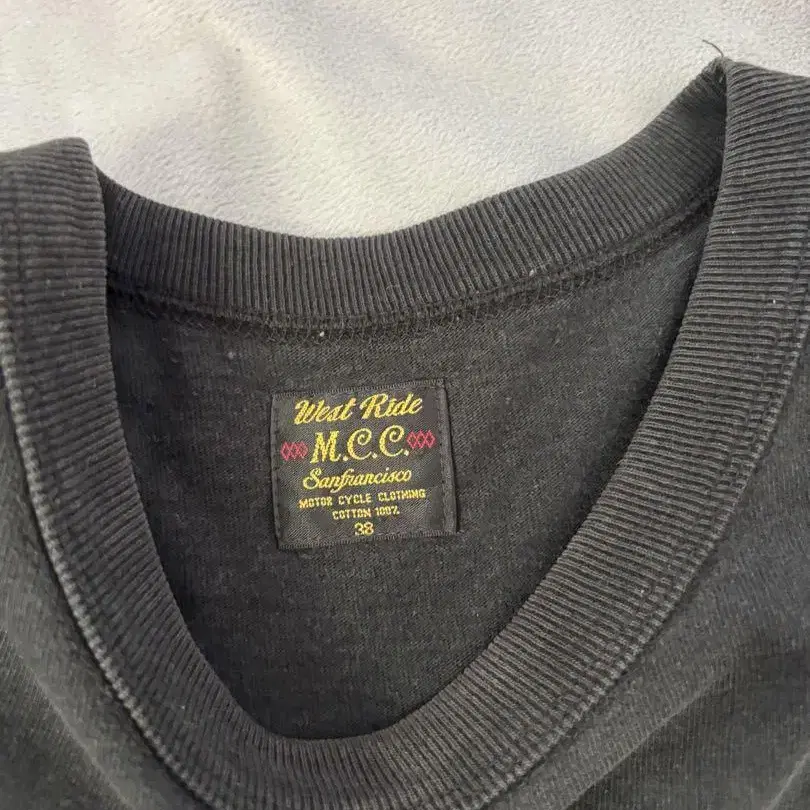 West Ride
M.C.C.
Sanfrancisco
MOTOR CYCLE CLOTHING
COTTON 100%
38